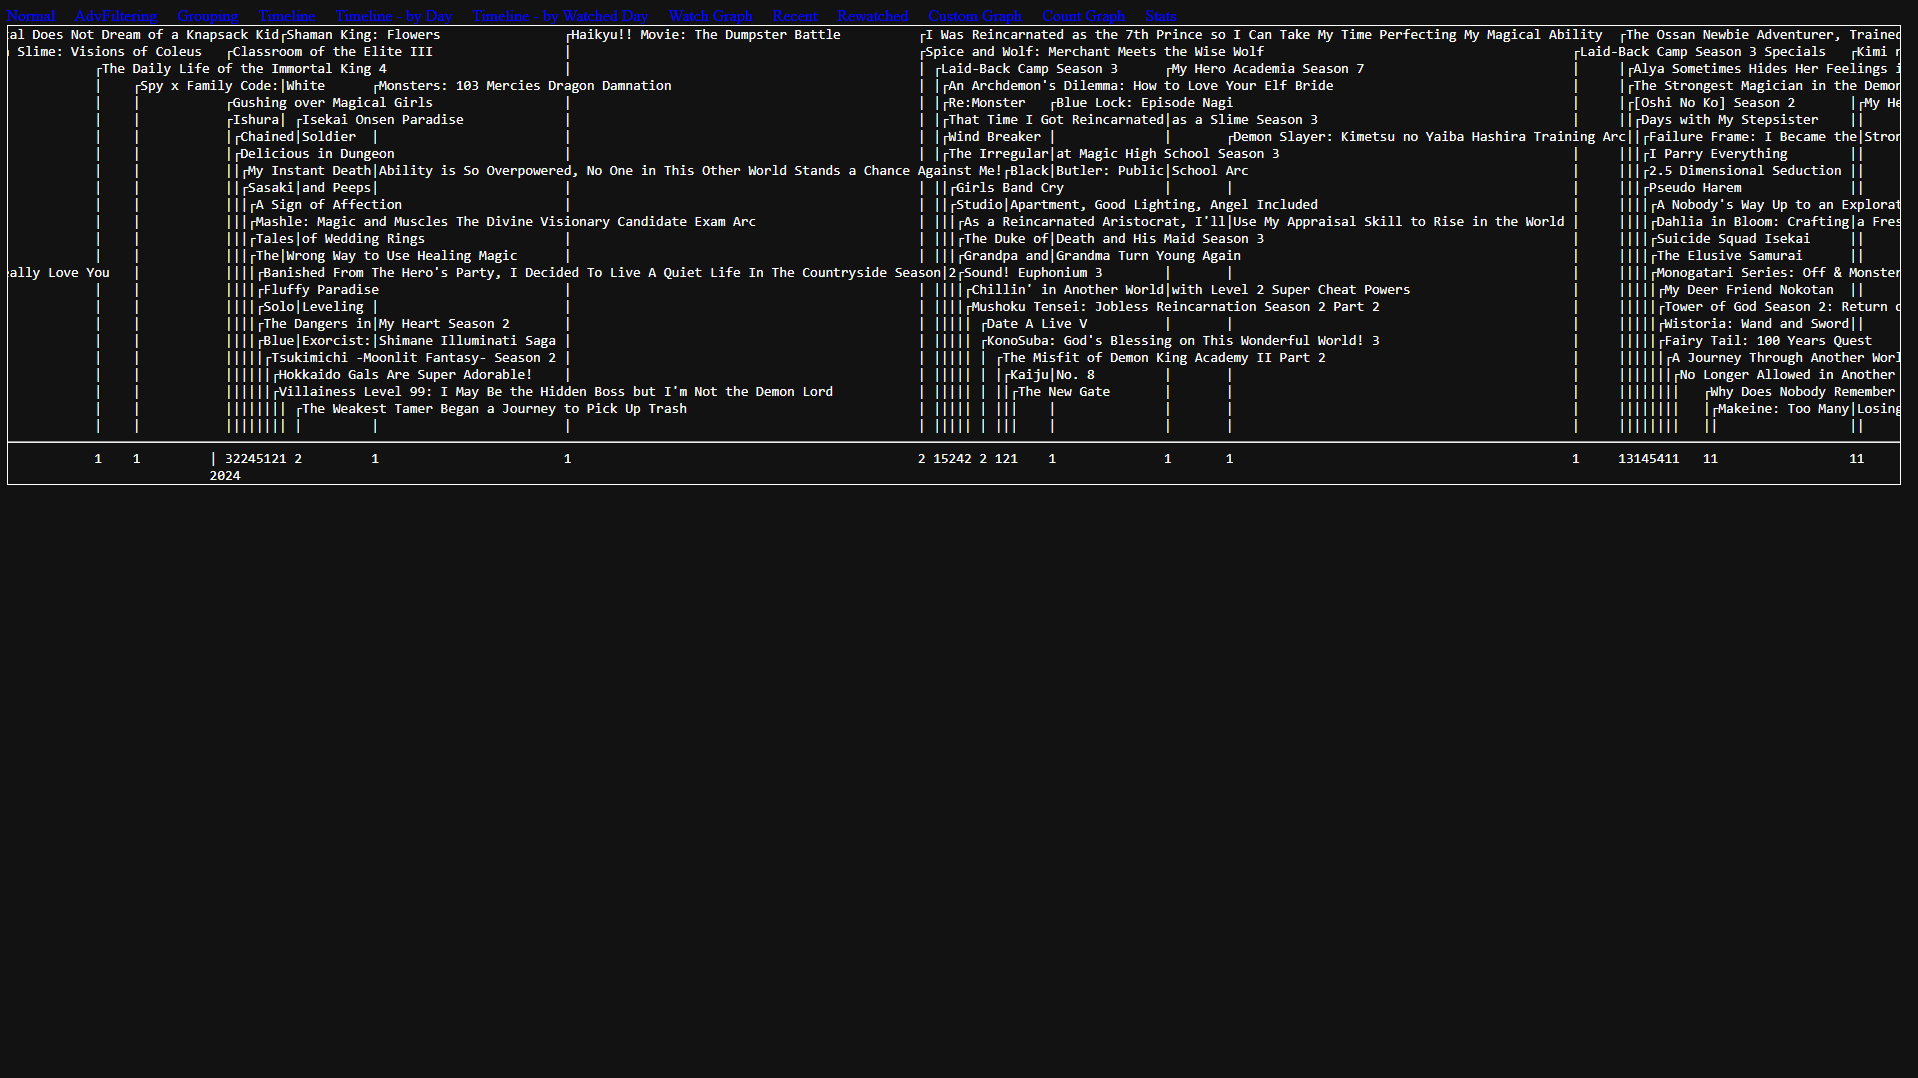 Normal AdvFiltering Grouping Timeline Timeline - by Day Timeline - by Watched Day Watch Graph Recent Rewatched Custom Graph Count Graph Stats
al Does Not Dream of a Knapsack Kid┌Shaman King: Flowers ┌Haikyu!! Movie: The Dumpster Battle ┌I Was Reincarnated as the 7th Prince so I Can Take My Time Perfecting My Magical Ability ┌The Ossan Newbie Adventurer, Trained
Slime: Visions of Coleus ┌Classroom of the Elite III | ┌Spice and Wolf: Merchant Meets the Wise Wolf ┌Laid-Back Camp Season 3 Specials ┌Kimi
┌The Daily Life of the Immortal King 4 | | ┌Laid-Back Camp Season 3 ┌My Hero Academia Season 7 | |┌Alya Sometimes Hides Her Feelings i
| ┌Spy x Family Code:|White ┌Monsters: 103 Mercies Dragon Damnation | |┌An Archdemon's Dilemma: How to Love Your Elf Bride | |┌The Strongest Magician in the Demon
| | ┌Gushing over Magical Girls | | |┌Re:Monster ┌Blue Lock: Episode Nagi | ||┌[Oshi No Ko] Season 2 |┌My He
| | ┌Ishura| ┌Isekai Onsen Paradise | | |┌That Time I Got Reincarnated|as a Slime Season 3 | ||┌Days with My Stepsister ||
| | |┌Chained|Soldier | | | |┌Wind Breaker | | ┌Demon Slayer: Kimetsu no Yaiba Hashira Training Arc||┌Failure Frame: I Became the|Stron
| | |┌Delicious in Dungeon | | |┌The Irregular|at Magic High School Season 3 | |||┌I Parry Everything ||
| | ||┌My Instant Death|Ability is So Overpowered, No One in This Other World Stands a Chance Against Me!┌Black|Butler: Public|School Arc | |||┌2.5 Dimensional Seduction ||
| | ||┌Sasaki|and Peeps| | | ||┌Girls Band Cry | | | |||┌Pseudo Harem ||
| | |||┌A Sign of Affection | | ||┌Studio|Apartment, Good Lighting, Angel Included | ||||┌A Nobody's Way Up to an Explorat
| | |||┌Mashle: Magic and Muscles The Divine Visionary Candidate Exam Arc | |||┌As a Reincarnated Aristocrat, I'll|Use My Appraisal Skill to Rise in the World | ||||┌Dahlia in Bloom: Crafting|a Fres
| | |||┌Tales|of Wedding Rings | | |||┌The Duke of|Death and His Maid Season 3 | ||||┌Suicide Squad Isekai ||
| | |||┌The|Wrong Way to Use Healing Magic | | |||┌Grandpa and|Grandma Turn Young Again | ||||┌The Elusive Samurai ||
eally Love You | ||||┌Banished From The Hero's Party, I Decided To Live A Quiet Life In The Countryside Season|2┌Sound! Euphonium 3 | | | ||||┌Monogatari Series: Off & Monster
| | ||||┌Fluffy Paradise | | ||||┌Chillin' in Another World|with Level 2 Super Cheat Powers | |||||┌My Deer Friend Nokotan ||
| | ||||┌Solo|Leveling | | | ||||┌Mushoku Tensei: Jobless Reincarnation Season 2 Part 2 | |||||┌Tower of God Season 2: Return o
| | ||||┌The Dangers in|My Heart Season 2 | | ||||| ┌Date A Live V | | | |||||┌Wistoria: Wand and Sword||
| | ||||┌Blue|Exorcist:|Shimane Illuminati Saga | | ||||| ┌KonoSuba: God's Blessing on This Wonderful World! 3 | |||||┌Fairy Tail: 100 Years Quest
| | |||||┌Tsukimichi -Moonlit Fantasy- Season 2 | | ||||| | ┌The Misfit of Demon King Academy II Part 2 | ||||||┌A Journey Through Another Worl
| | ||||||┌Hokkaido Gals Are Super Adorable! | | ||||| | |┌Kaiju|No. 8 | | | |||||||┌No Longer Allowed in Another
| | ||||||┌Villainess Level 99: I May Be the Hidden Boss but I'm Not the Demon Lord | ||||| | ||┌The New Gate | | | |||||||| ┌Why Does Nobody Remember
| | |||||||| ┌The Weakest Tamer Began a Journey to Pick Up Trash | ||||| | ||| | | | | |||||||| |┌Makeine: Too Many|Losing
| | |||||||| | | | | ||||| | ||| | | | | |||||||| || ||
1 1 | 32245121 2 1 1 2 15242 2 121 1 1 1 1 13145411 11 11
2024